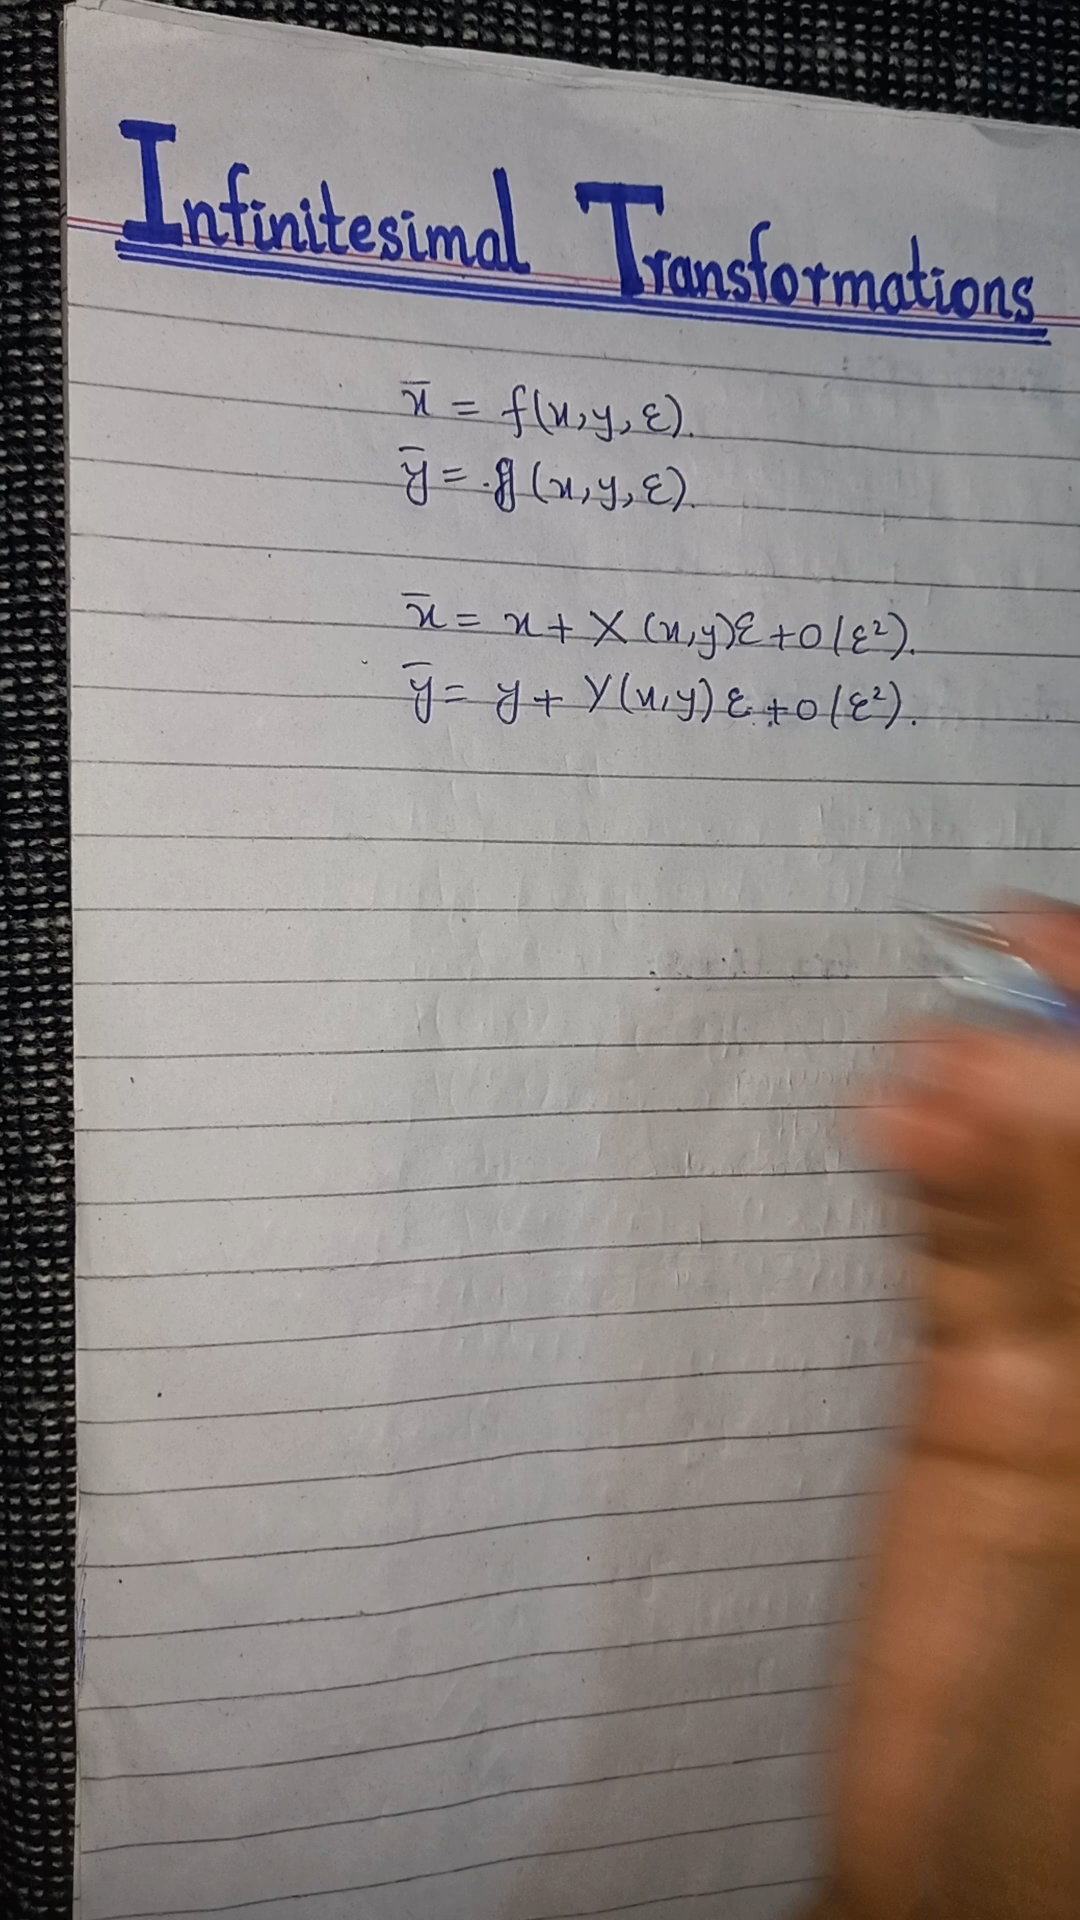 Infinitesimal Transformations
x̄ = f(x,y,ε).
ȳ = g(x,y,ε).
x̄ = x + X(x,y)ε + O(ε²).
ȳ = y + Y(x,y)ε + O(ε²).